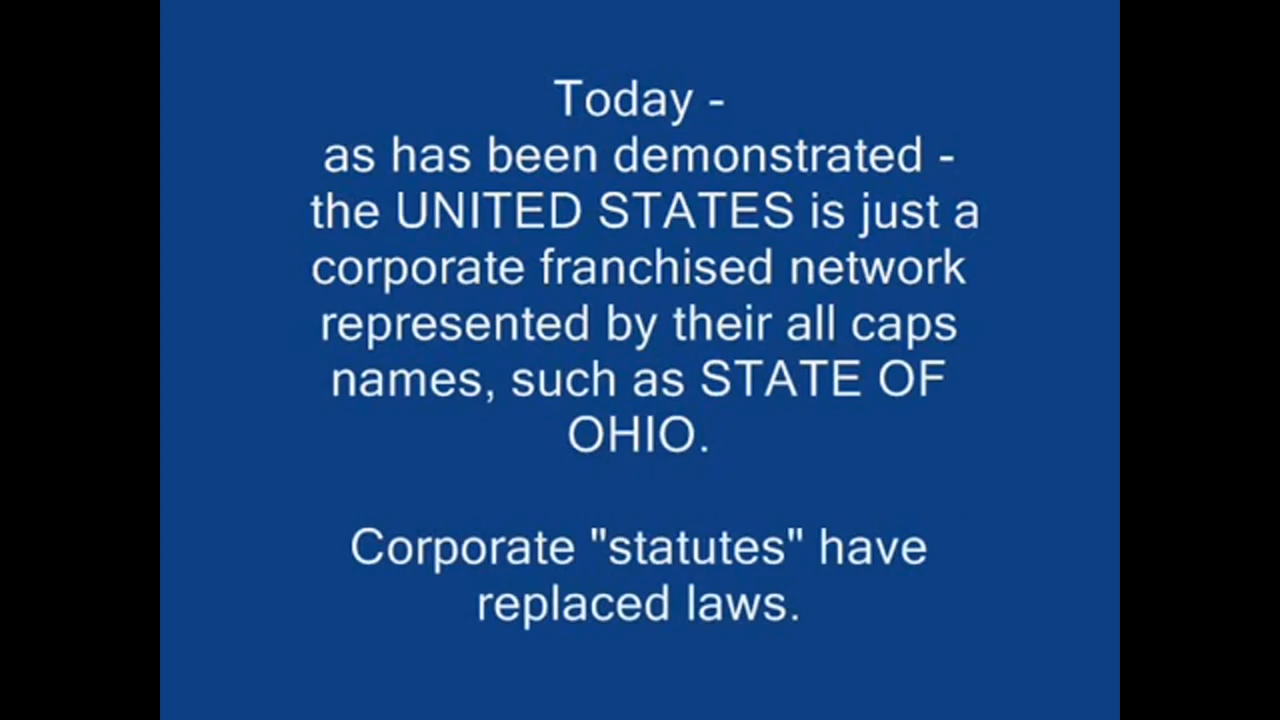 Today -
as has been demonstrated -
the UNITED STATES is just a
corporate franchised network
represented by their all caps
names, such as STATE OF
OHIO.
Corporate "statutes" have
replaced laws.